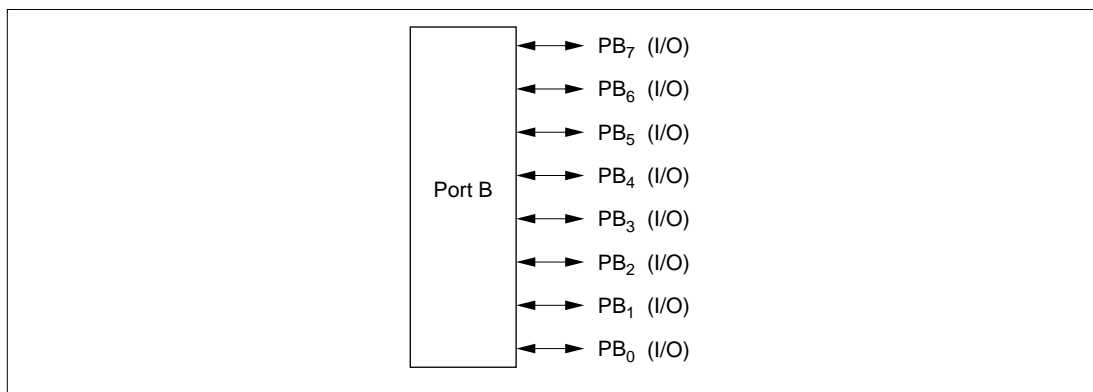 PB₇ (I/O)
PB₆ (I/O)
PB₅ (I/O)
PB₄ (I/O)
Port B
PB₃ (I/O)
PB₂ (I/O)
PB₁ (I/O)
PB₀ (I/O)